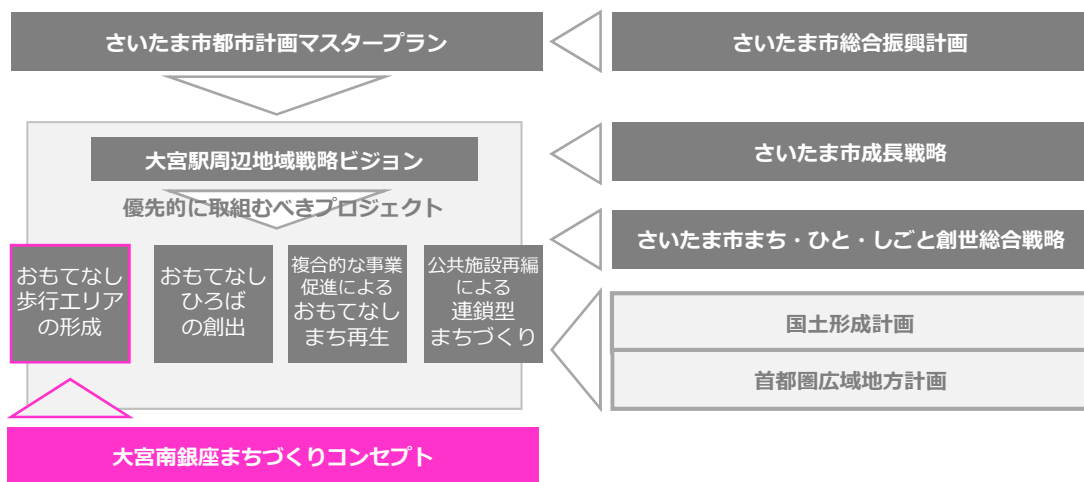 さいたま市都市計画マスタープラン
さいたま市総合振興計画
大宮駅周辺地域戦略ビジョン
さいたま市成長戦略
優先的に取組むべきプロジェクト
さいたま市まち・ひと・しごと創世総合戦略
おもてなし
歩行エリア
の形成
おもてなし
ひろば
の創出
複合的な事業
促進による
おもてなし
まち再生
公共施設再編
による
連鎖型
まちづくり
国土形成計画
首都圏広域地方計画
大宮南銀座まちづくりコンセプト